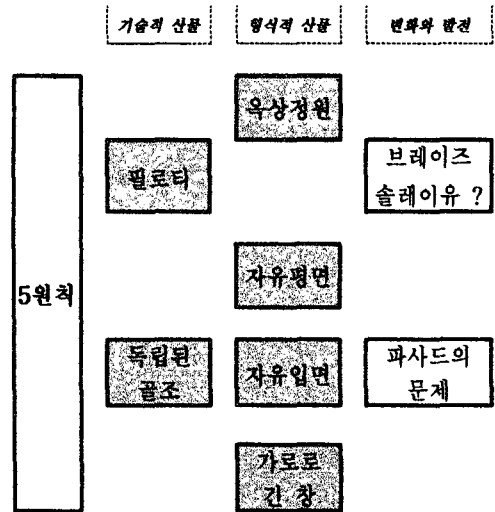 기술적 산물
형식적 산물
변화와 발전
옥상정원
필로티
브레이즈
솔레이유 ?
자유평면
5원칙
독립된
골조
자유입면
파사드의
문제
가로로
긴 창